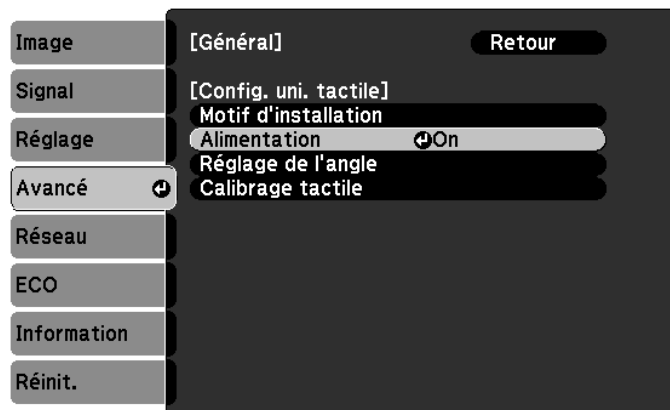 Image
Signal
Réglage
Avancé
Réseau
ECO
Information
Réinit.
[Général] Retour
[Config. uni. tactile]
Motif d'installation
Alimentation On
Réglage de l'angle
Calibrage tactile